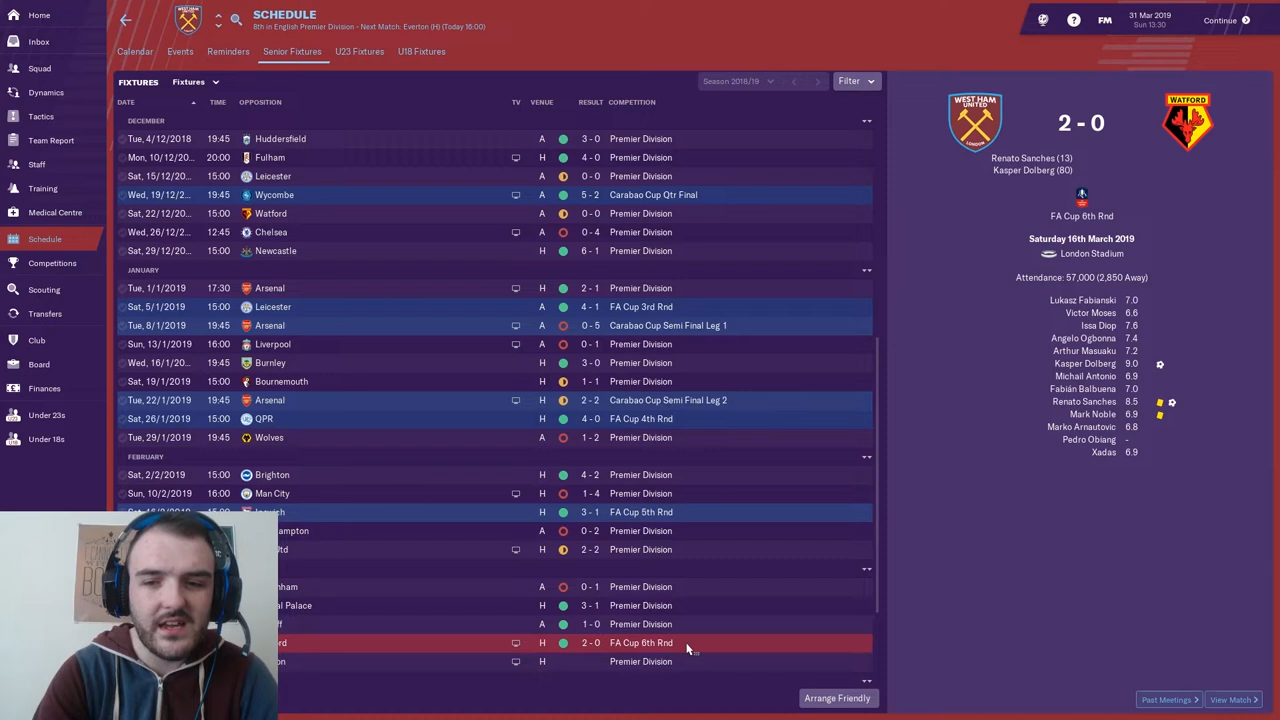 Home
SCHEDULE
8th in English Premier Division - Next Match: Everton (H) (Today 16:00)
FM
31 Mar 2019
Sun 13:30
Continue
Inbox
Squad
Dynamics
Tactics
Team Report
Staff
Training
Medical Centre
Schedule
Competitions
Scouting
Transfers
Club
Board
Finances
Under 23s
Under 18s
Calendar Events Reminders Senior Fixtures U23 Fixtures U18 Fixtures
FIXTURES Fixtures Season 2018/19 Filter
DATE TIME OPPOSITION TV VENUE RESULT COMPETITION
DECEMBER
Tue, 4/12/2018 19:45 Huddersfield A 3 - 0 Premier Division
Mon, 10/12/20... 20:00 Fulham H 4 - 0 Premier Division
Sat, 15/12/20... 15:00 Leicester A 0 - 0 Premier Division
Wed, 19/12/2... 19:45 Wycombe A 5 - 2 Carabao Cup Qtr Final
Sat, 22/12/20... 15:00 Watford H 0 - 0 Premier Division
Wed, 26/12/... 12:45 Chelsea A 0 - 4 Premier Division
Sat, 29/12/20... 15:00 Newcastle H 6 - 1 Premier Division
JANUARY
Tue, 1/1/2019 17:30 Arsenal H 2 - 1 Premier Division
Sat, 5/1/2019 15:00 Leicester A 4 - 1 FA Cup 3rd Rnd
Tue, 8/1/2019 19:45 Arsenal A 0 - 5 Carabao Cup Semi Final Leg 1
Sun, 13/1/2019 16:00 Liverpool A 0 - 1 Premier Division
Wed, 16/1/20... 19:45 Burnley H 3 - 0 Premier Division
Sat, 19/1/2019 15:00 Bournemouth H 1 - 1 Premier Division
Tue, 22/1/2019 19:45 Arsenal H 2 - 2 Carabao Cup Semi Final Leg 2
Sat, 26/1/2019 15:00 QPR H 4 - 0 FA Cup 4th Rnd
Tue, 29/1/2019 19:45 Wolves A 1 - 2 Premier Division
FEBRUARY
Sat, 2/2/2019 15:00 Brighton H 4 - 2 Premier Division
Sun, 10/2/2019 16:00 Man City H 1 - 4 Premier Division
H 3 - 1 FA Cup 5th Rnd
ampton A 0 - 2 Premier Division
td H 2 - 2 Premier Division
nham A 0 - 1 Premier Division
al Palace H 3 - 1 Premier Division
ff A 1 - 0 Premier Division
rd H 2 - 0 FA Cup 6th Rnd
on H Premier Division
Arrange Friendly
WEST HAM
UNITED
LONDON
2 - 0
WATFORD
Renato Sanches (13)
Kasper Dolberg (80)
FA Cup 6th Rnd
Saturday 16th March 2019
London Stadium
Attendance: 57,000 (2,850 Away)
Lukasz Fabianski 7.0
Victor Moses 6.6
Issa Diop 7.6
Angelo Ogbonna 7.4
Arthur Masuaku 7.2
Kasper Dolberg 9.0
Michail Antonio 6.9
Fabián Balbuena 7.0
Renato Sanches 8.5
Mark Noble 6.9
Marko Arnautovic 6.8
Pedro Obiang -
Xadas 6.9
Past Meetings
View Match